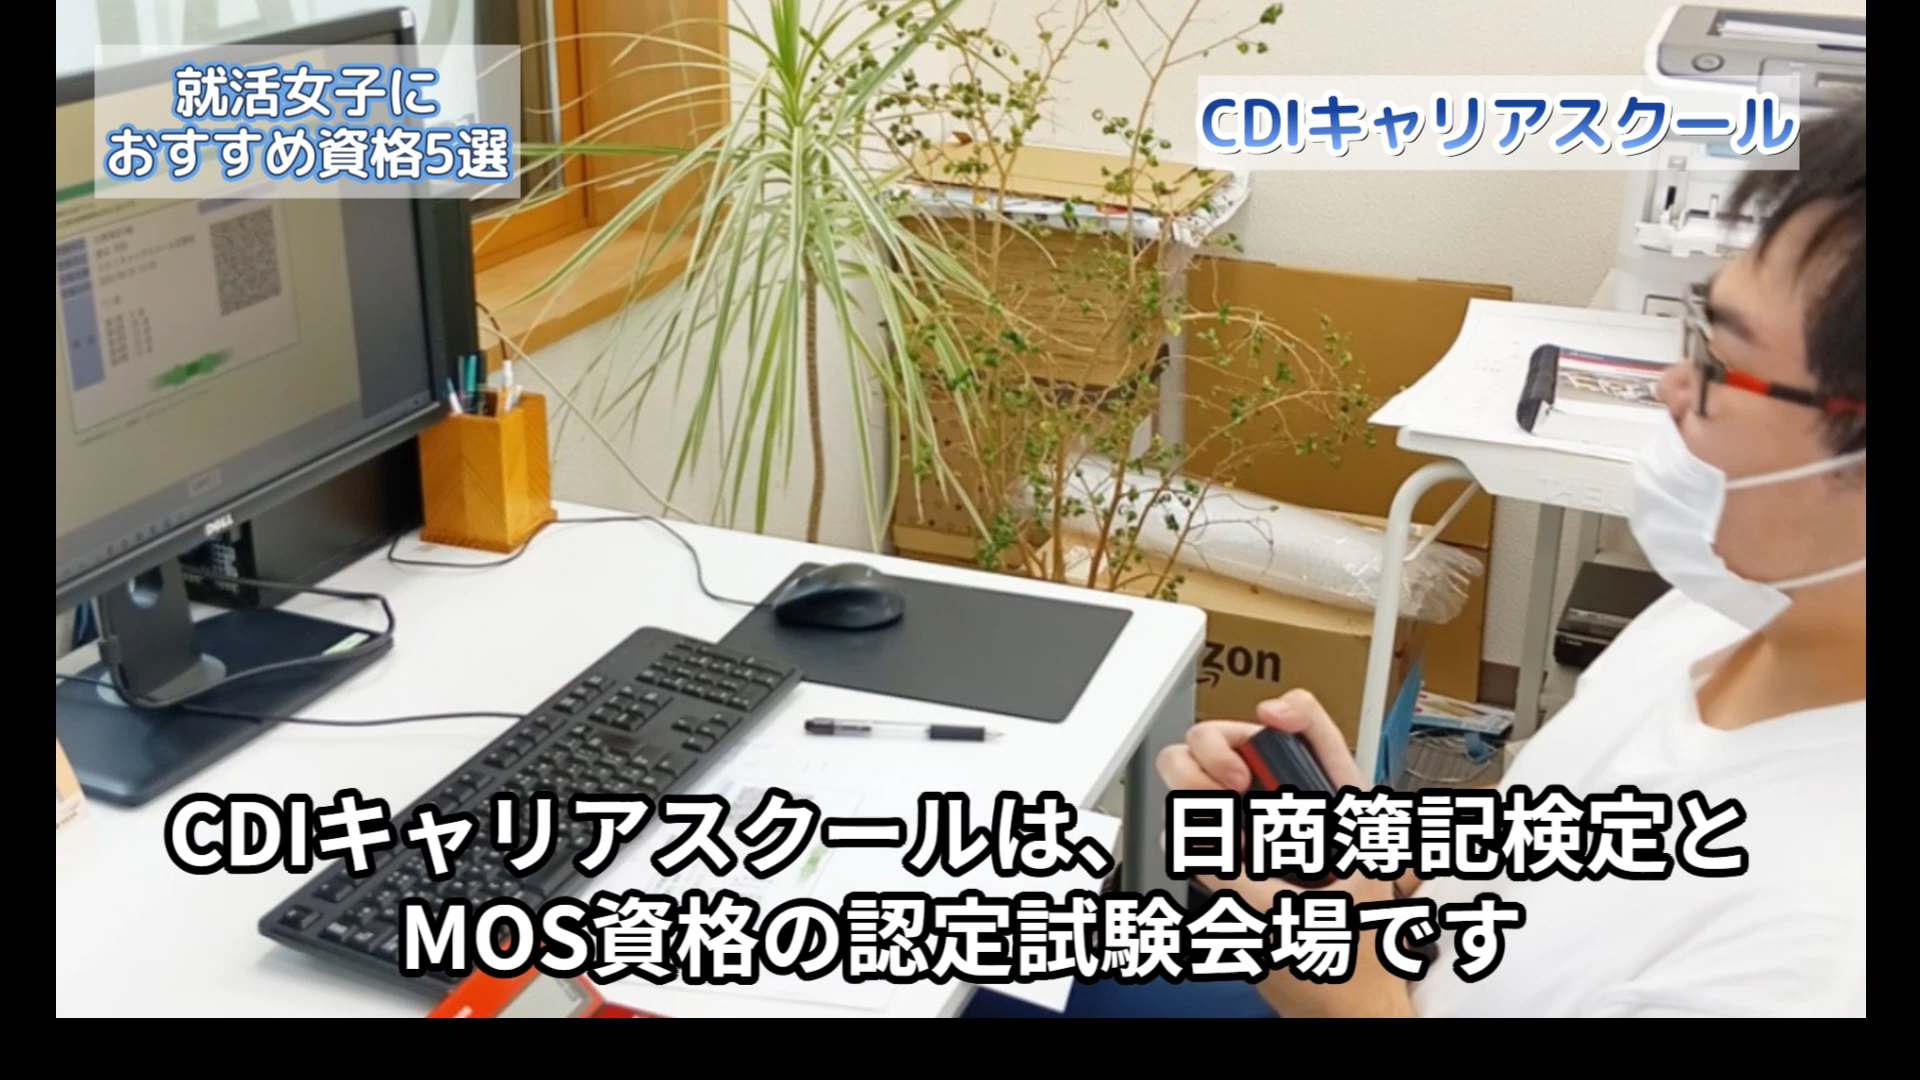 就活女子に
おすすめ資格5選
CDIキャリアスクール
DELL
zon
CDIキャリアスクールは、日商簿記検定と
MOS資格の認定試験会場です